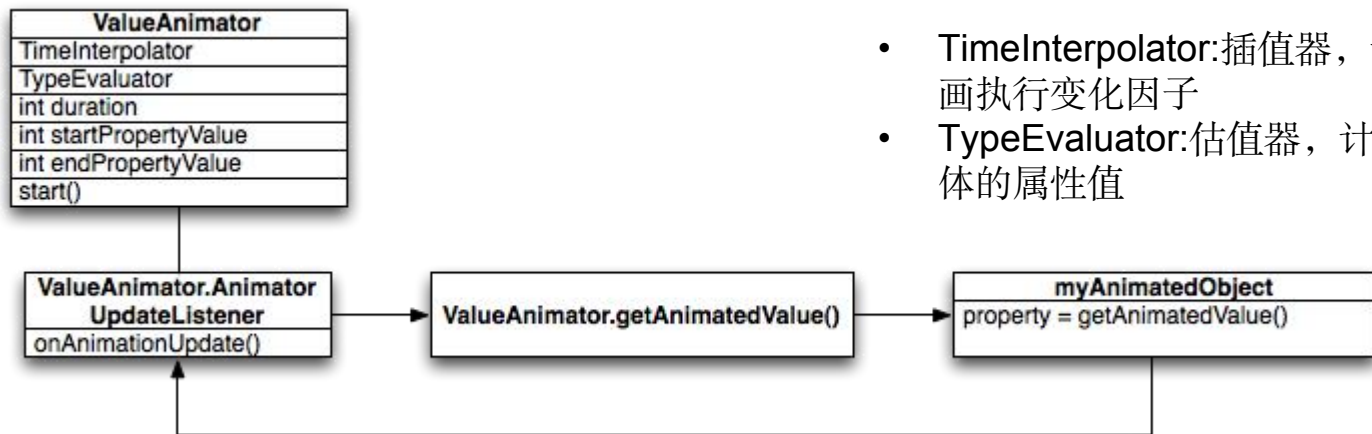 ValueAnimator
TimeInterpolator
TypeEvaluator
int duration
int startPropertyValue
int endPropertyValue
start()
• TimeInterpolator:插值器，
画执行变化因子
• TypeEvaluator:估值器，计
体的属性值
ValueAnimator.Animator
UpdateListener
onAnimationUpdate()
ValueAnimator.getAnimatedValue()
myAnimatedObject
property = getAnimatedValue()